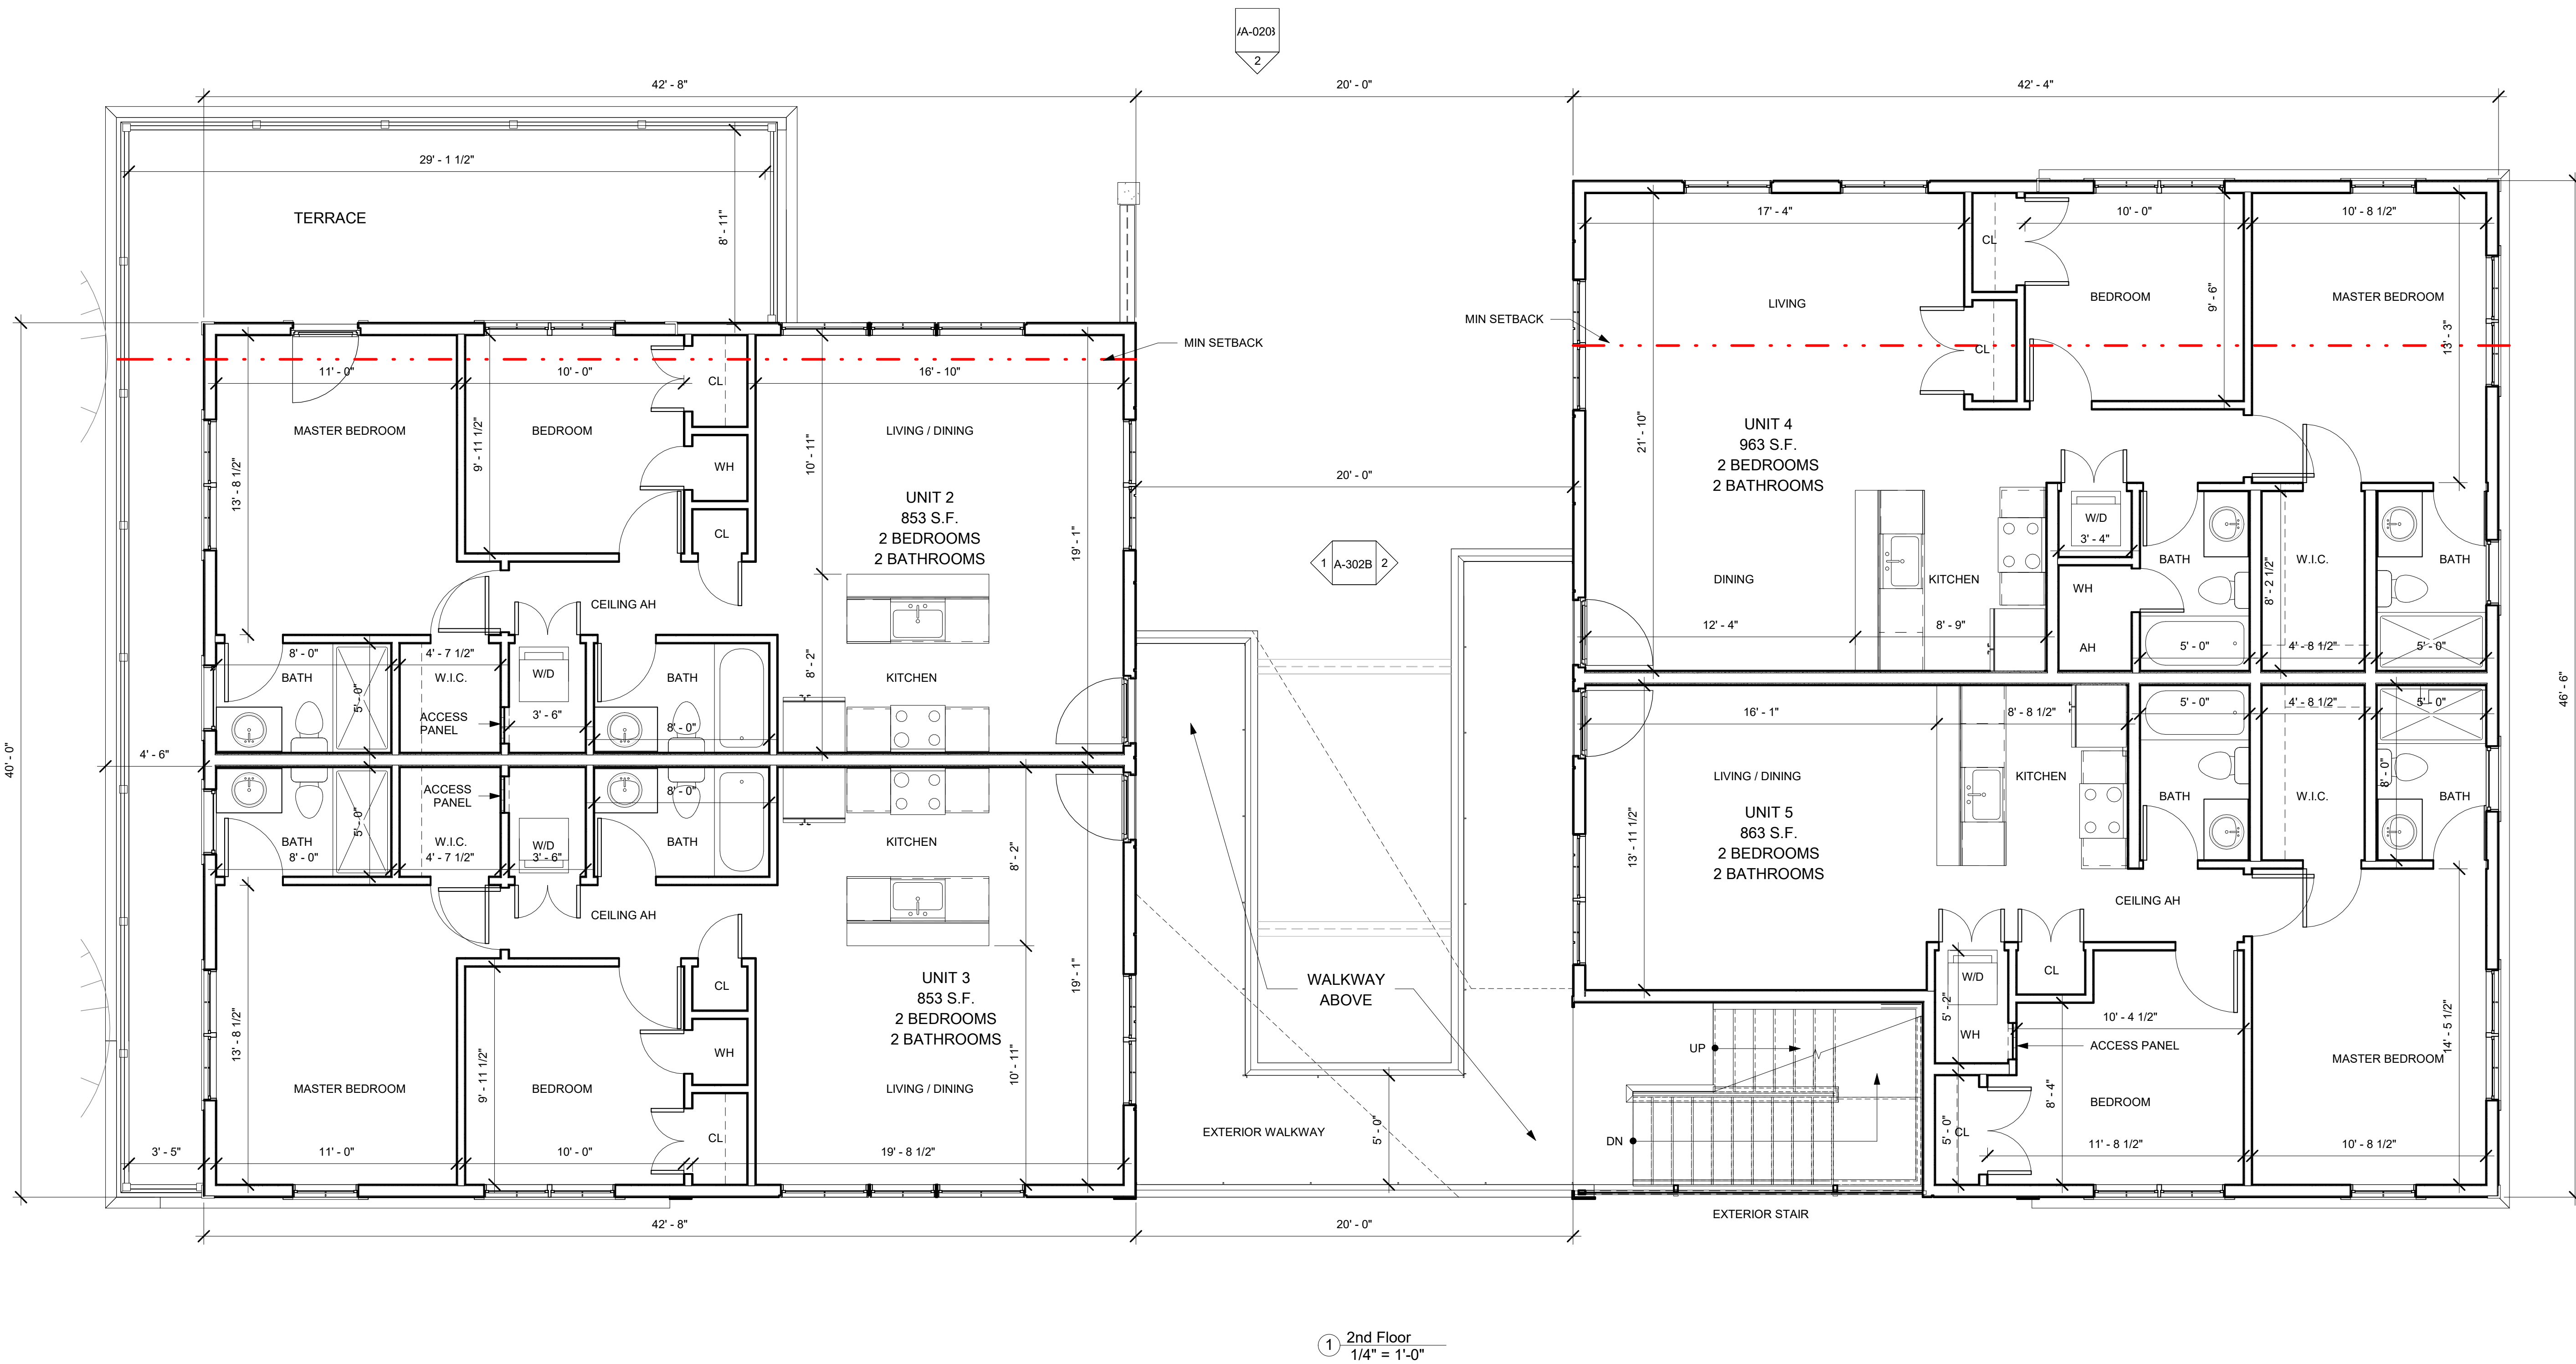 A-020
2
42' - 8"
20' - 0"
42' - 4"
29' - 1 1/2"
TERRACE
8' - 11"
17' - 4"
CL
10' - 0"
10' - 8 1/2"
LIVING
BEDROOM
MASTER BEDROOM
9' - 6"
13' - 3"
MIN SETBACK
MIN SETBACK
CL
11' - 0"
10' - 0"
CL
16' - 10"
MASTER BEDROOM
BEDROOM
LIVING / DINING
13' - 8 1/2"
9' - 11 1/2"
10' - 11"
WH
CL
UNIT 2
853 S.F.
2 BEDROOMS
2 BATHROOMS
19' - 1"
20' - 0"
21' - 10"
UNIT 4
963 S.F.
2 BEDROOMS
2 BATHROOMS
W/D
3' - 4"
BATH
W.I.C.
BATH
1
A-302B
2
DINING
KITCHEN
WH
8' - 2 1/2"
CEILING AH
12' - 4"
8' - 9"
AH
5' - 0"
4' - 8 1/2"
5' - 0"
8' - 0"
4' - 7 1/2"
BATH
W.I.C.
W/D
BATH
8' - 2"
KITCHEN
5' - 0"
ACCESS
PANEL
3' - 6"
8' - 0"
46' - 6"
16' - 1"
8' - 8 1/2"
5' - 0"
4' - 8 1/2"
5' - 0"
40' - 0"
4' - 6"
ACCESS
PANEL
8' - 0"
LIVING / DINING
KITCHEN
8' - 0"
BATH
W.I.C.
BATH
5' - 0"
BATH
W.I.C.
W/D
BATH
KITCHEN
8' - 0"
4' - 7 1/2"
3' - 6"
8' - 2"
UNIT 5
863 S.F.
2 BEDROOMS
2 BATHROOMS
13' - 11 1/2"
CEILING AH
CEILING AH
UNIT 3
853 S.F.
2 BEDROOMS
2 BATHROOMS
19' - 1"
CL
WALKWAY
ABOVE
W/D
CL
5' - 2"
13' - 8 1/2"
9' - 11 1/2"
WH
10' - 11"
UP
WH
10' - 4 1/2"
ACCESS PANEL
14' - 5 1/2"
MASTER BEDROOM
MASTER BEDROOM
BEDROOM
LIVING / DINING
8' - 4"
BEDROOM
CL
EXTERIOR WALKWAY
5' - 0"
DN
5' - 0"
CL
3' - 5"
11' - 0"
10' - 0"
19' - 8 1/2"
11' - 8 1/2"
10' - 8 1/2"
42' - 8"
20' - 0"
EXTERIOR STAIR
1
2nd Floor
1/4" = 1'-0"